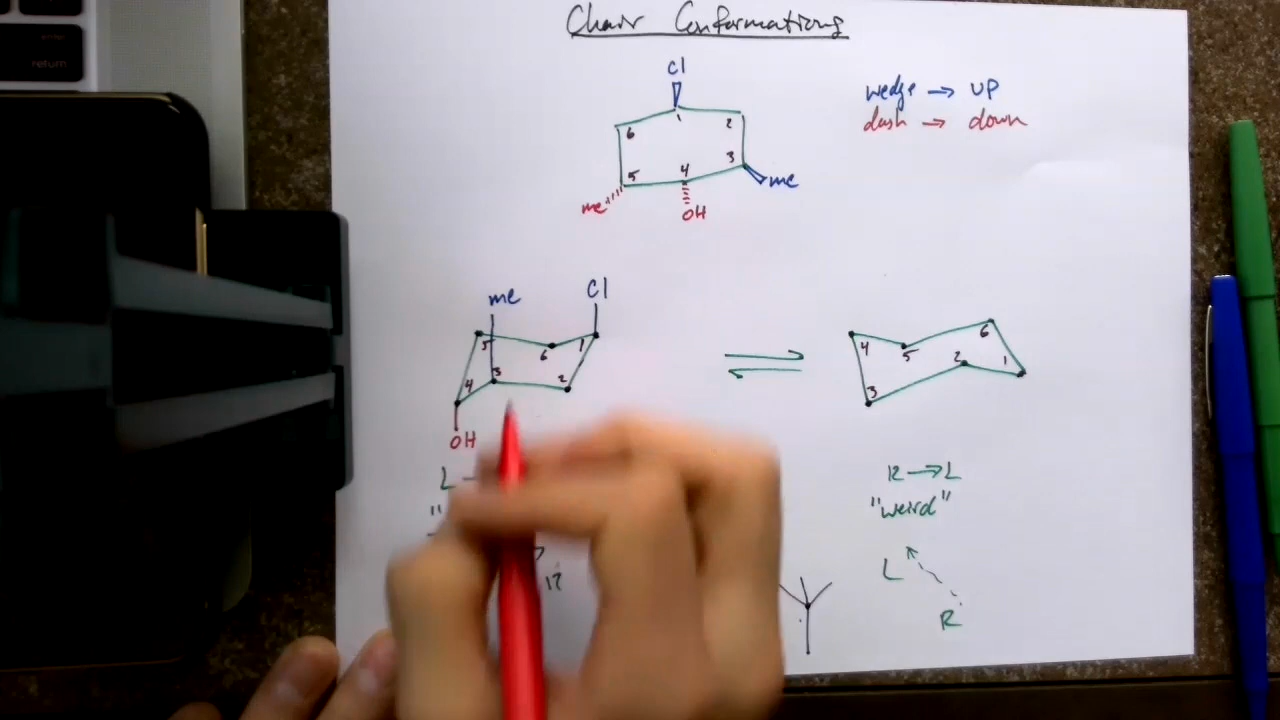 return
Chair Conformations
Cl
wedge → UP
dash → down
1
2
6
3
4
5
me
me
OH
me
Cl
5
6
1
3
2
4
OH
6
4
5
2
1
3
L
"
R → L
"weird"
L
R